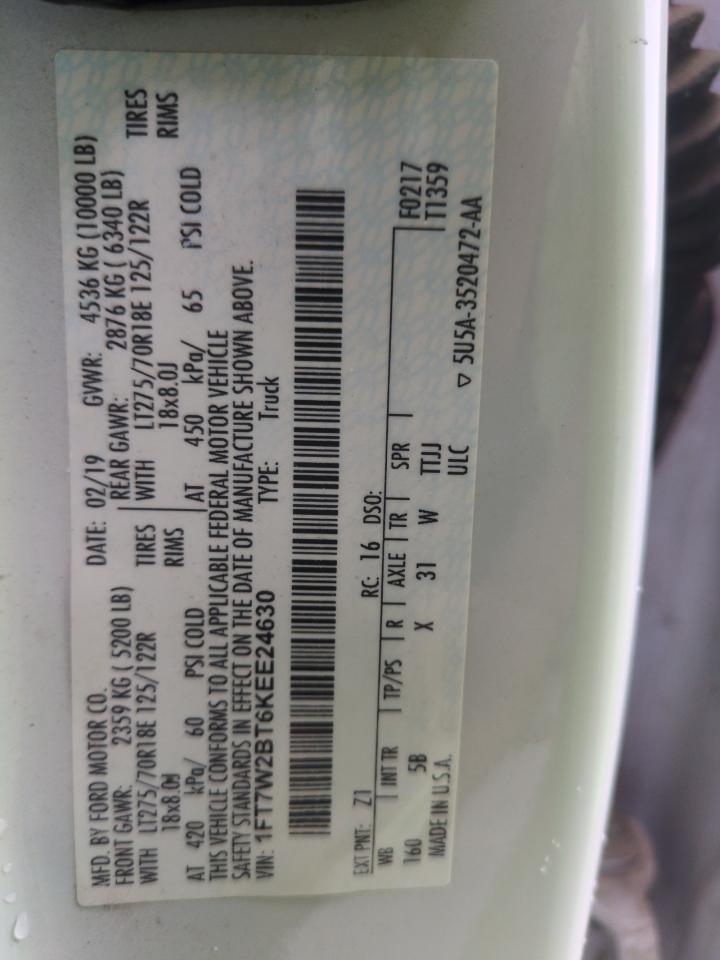 MFD. BY FORD MOTOR CO. DATE: 02/19 GVWR: 4536 KG (10000 LB)
FRONT GAWR: 2359 KG ( 5200 LB) REAR GAWR: 2876 KG ( 6340 LB)
WITH LT275/70R18E 125/122R TIRES WITH LT275/70R18E 125/122R TIRES
18x8.0J RIMS 18x8.0J RIMS
AT 420 kPa/ 60 PSI COLD AT 450 kPa/ 65 PSI COLD
THIS VEHICLE CONFORMS TO ALL APPLICABLE FEDERAL MOTOR VEHICLE
SAFETY STANDARDS IN EFFECT ON THE DATE OF MANUFACTURE SHOWN ABOVE.
VIN: 1FT7W2BT6KEE24630 TYPE: Truck
EXT PNT: Z1 RC: 16 DSO:
WB INT TR TP/PS R AXLE TR SPR F0217
160 5B X 31 W TTJJ T1359
MADE IN U.S.A. ULC ▽ 5U5A-3520472-AA